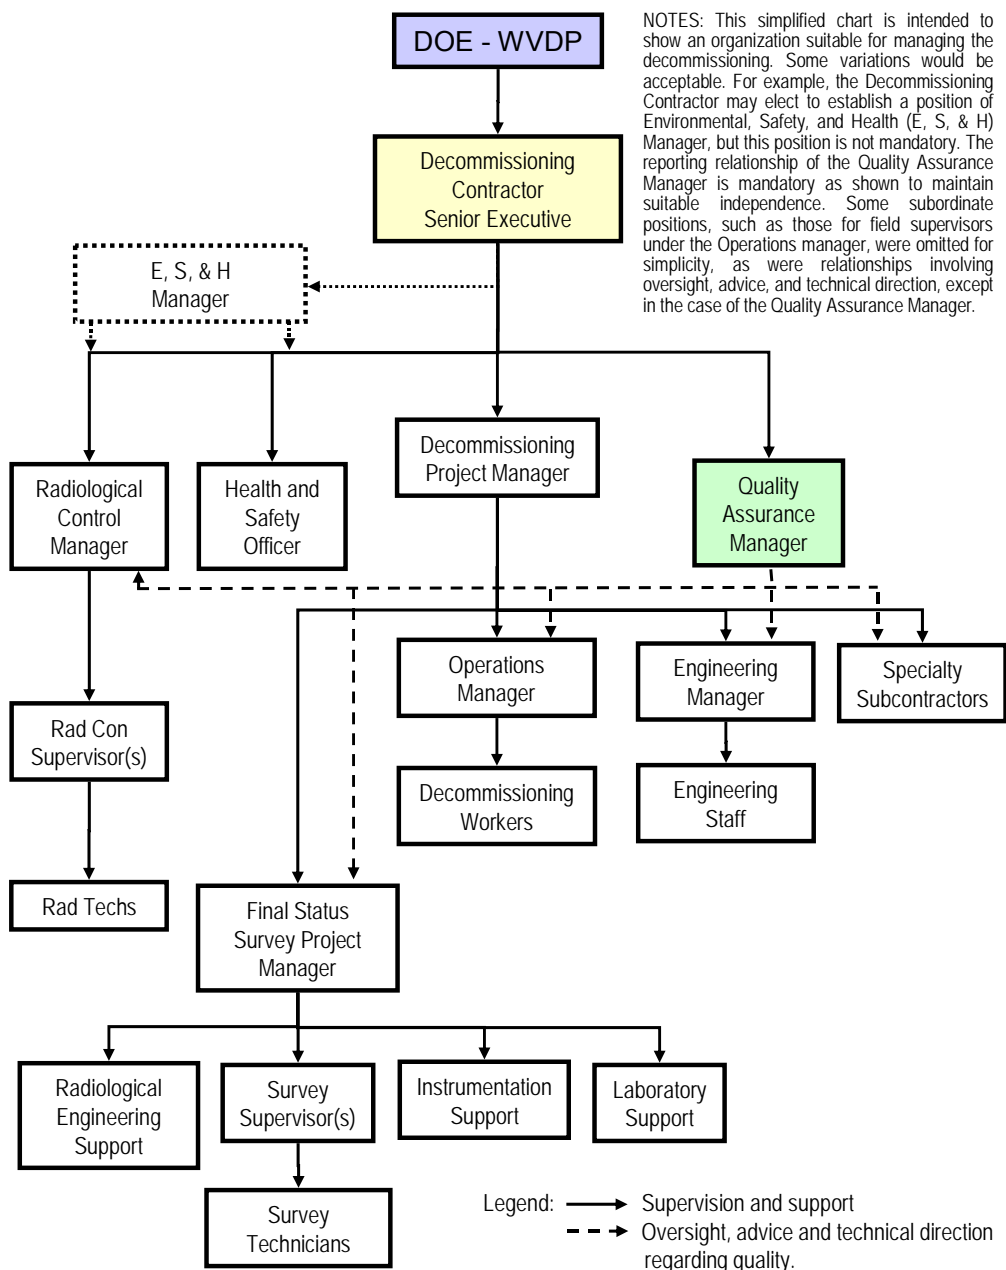 DOE - WVDP
NOTES: This simplified chart is intended to
show an organization suitable for managing the
decommissioning. Some variations would be
acceptable. For example, the Decommissioning
Contractor may elect to establish a position of
Environmental, Safety, and Health (E, S, & H)
Manager, but this position is not mandatory. The
reporting relationship of the Quality Assurance
Manager is mandatory as shown to maintain
suitable independence. Some subordinate
positions, such as those for field supervisors
under the Operations manager, were omitted for
simplicity, as were relationships involving
oversight, advice, and technical direction, except
in the case of the Quality Assurance Manager.
Decommissioning
Contractor
Senior Executive
E, S, & H
Manager
Radiological
Control
Manager
Health and
Safety
Officer
Decommissioning
Project Manager
Quality
Assurance
Manager
Operations
Manager
Engineering
Manager
Specialty
Subcontractors
Rad Con
Supervisor(s)
Decommissioning
Workers
Engineering
Staff
Rad Techs
Final Status
Survey Project
Manager
Radiological
Engineering
Support
Survey
Supervisor(s)
Instrumentation
Support
Laboratory
Support
Survey
Technicians
Legend:
Supervision and support
Oversight, advice and technical direction
regarding quality.